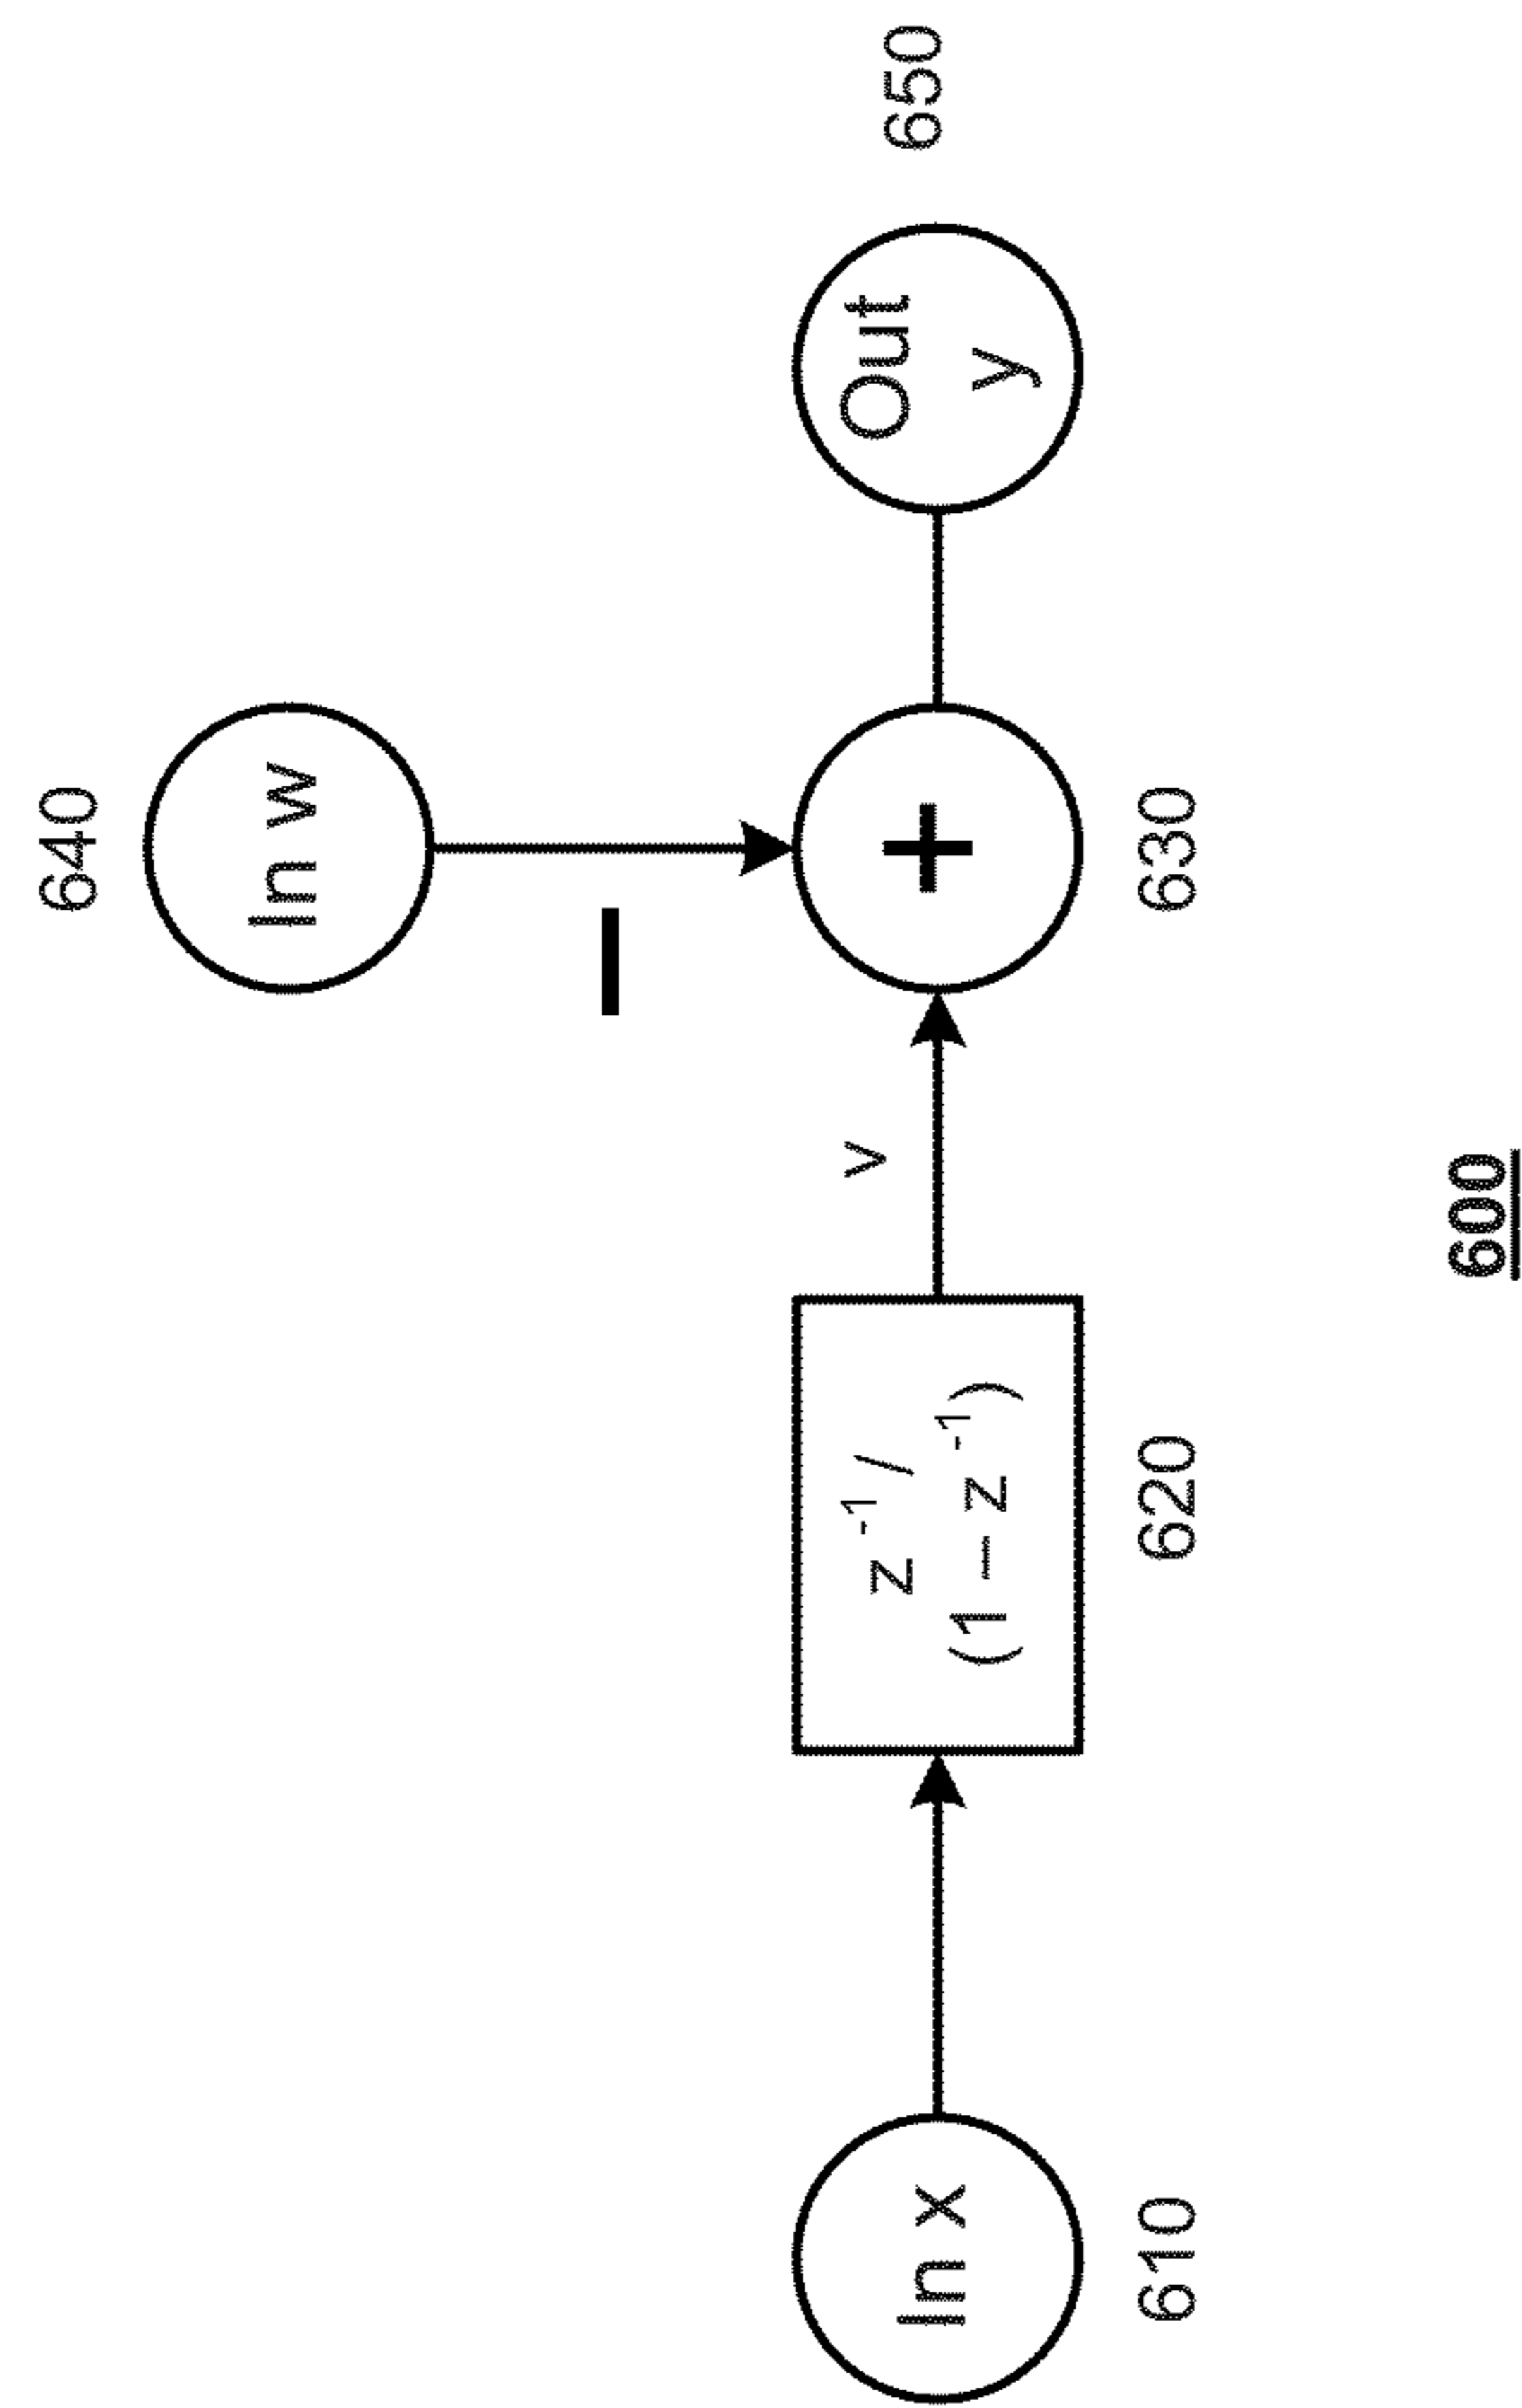 640
In w
−
In x
z⁻¹ /
(1 – z⁻¹)
v
+
Out
y
650
610
620
630
600